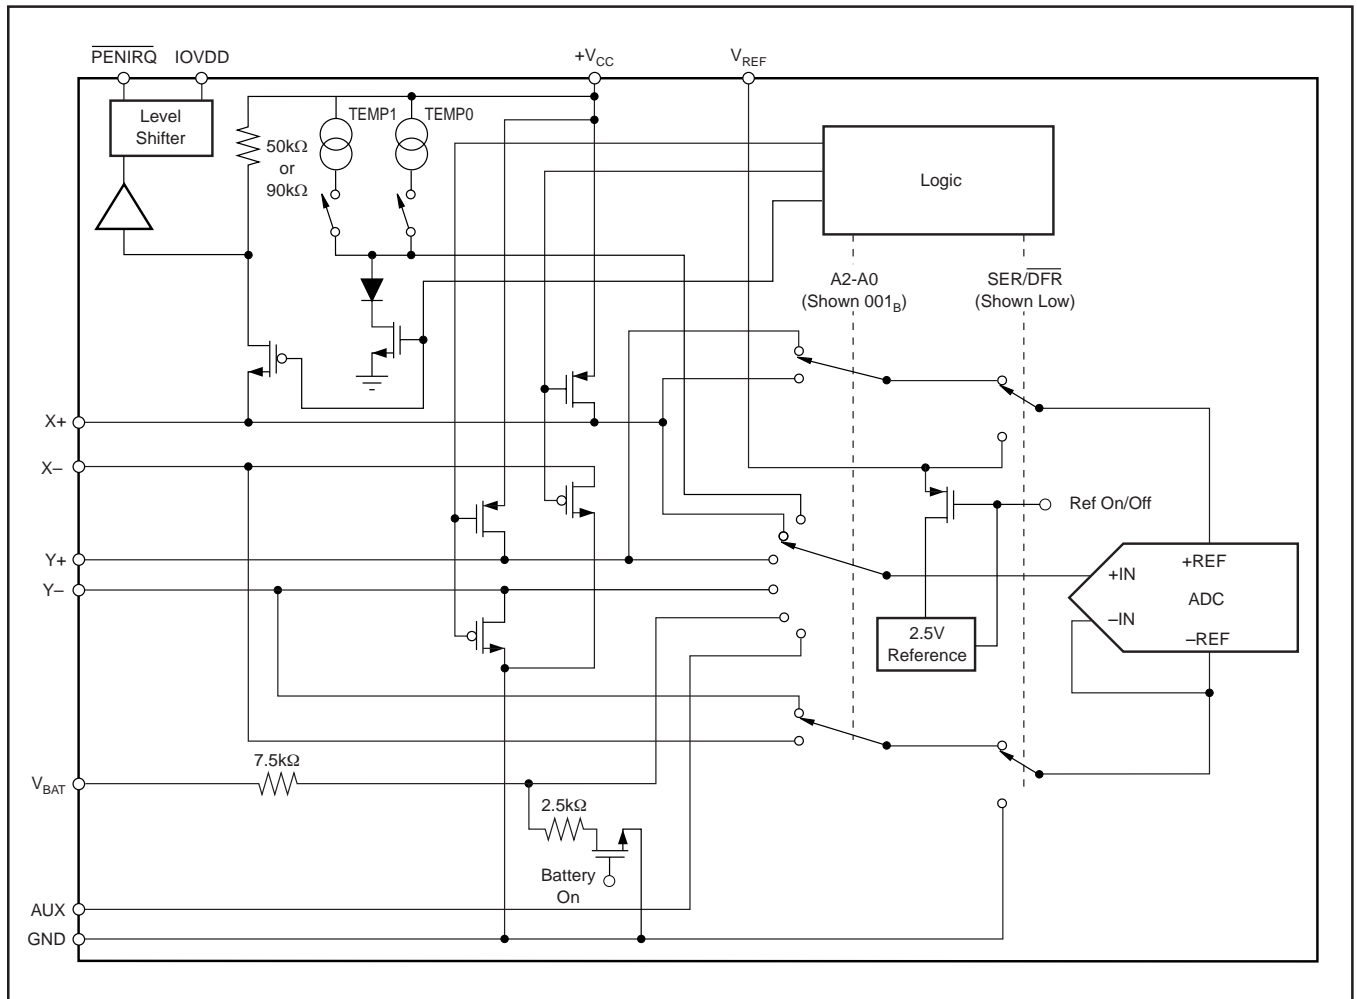 PENIRQ IOVDD +VCC VREF
Level
Shifter
50kΩ
or
90kΩ
TEMP1 TEMP0
Logic
A2-A0
(Shown 001B)
SER/DFR
(Shown Low)
X+
X–
Y+
Y–
Ref On/Off
2.5V
Reference
+IN
–IN
+REF
ADC
–REF
7.5kΩ
VBAT
2.5kΩ
Battery
On
AUX
GND